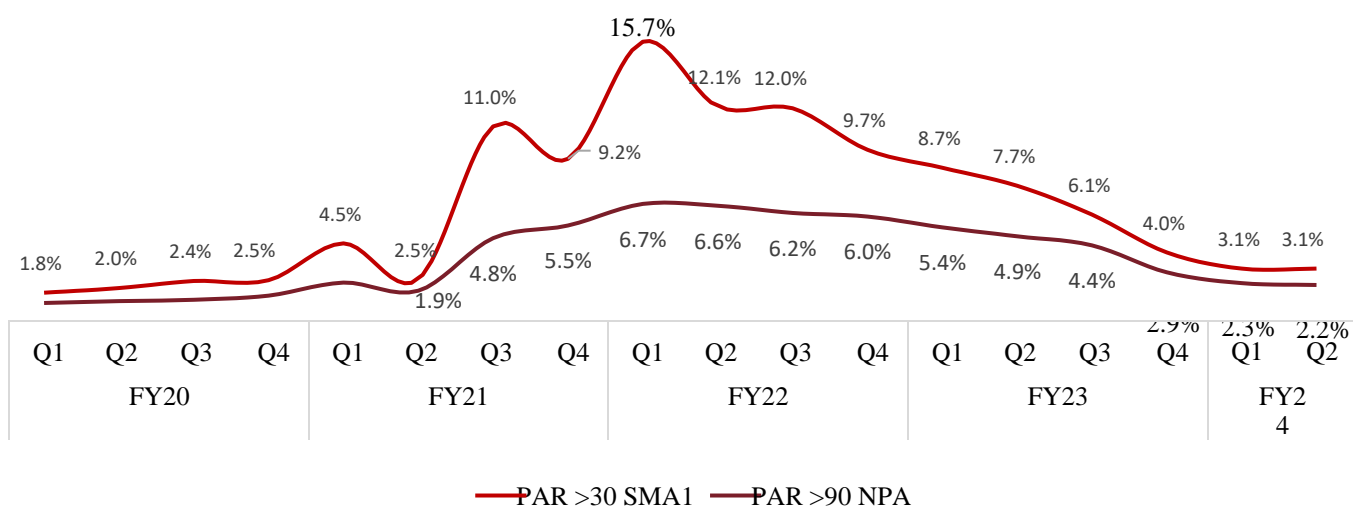 15.7%
12.1% 12.0%
11.0%
9.7%
9.2%
8.7%
7.7%
6.1%
4.5%
4.0%
1.8% 2.0% 2.4% 2.5% 2.5% 3.1% 3.1%
6.7% 6.6% 6.2% 6.0%
4.8% 5.5% 5.4% 4.9% 4.4%
1.9%
2.9% 2.3% 2.2%
Q1 Q2 Q3 Q4 Q1 Q2 Q3 Q4 Q1 Q2 Q3 Q4 Q1 Q2 Q3 Q4 Q1 Q2
FY20 FY21 FY22 FY23 FY2
4
PAR >30 SMA1 PAR >90 NPA